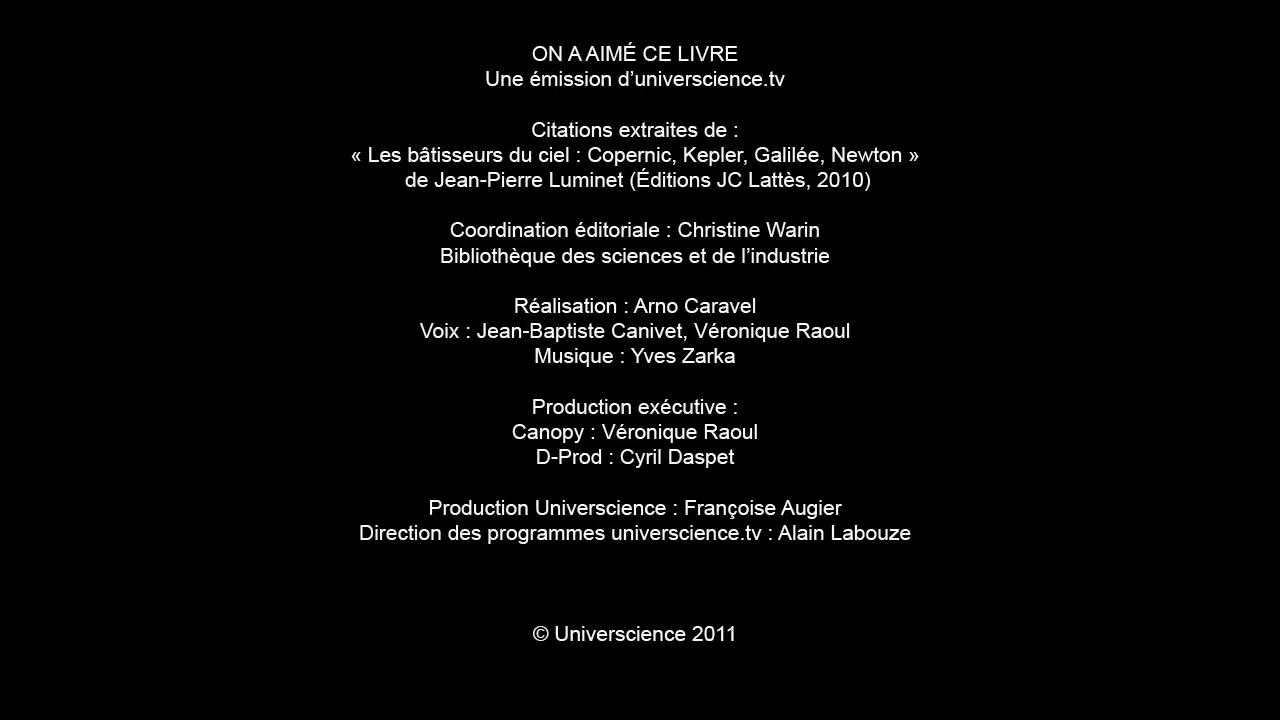 ON A AIMÉ CE LIVRE
Une émission d’universcience.tv
Citations extraites de :
« Les bâtisseurs du ciel : Copernic, Kepler, Galilée, Newton »
de Jean-Pierre Luminet (Éditions JC Lattès, 2010)
Coordination éditoriale : Christine Warin
Bibliothèque des sciences et de l’industrie
Réalisation : Arno Caravel
Voix : Jean-Baptiste Canivet, Véronique Raoul
Musique : Yves Zarka
Production exécutive :
Canopy : Véronique Raoul
D-Prod : Cyril Daspet
Production Universcience : Françoise Augier
Direction des programmes universcience.tv : Alain Labouze
© Universcience 2011